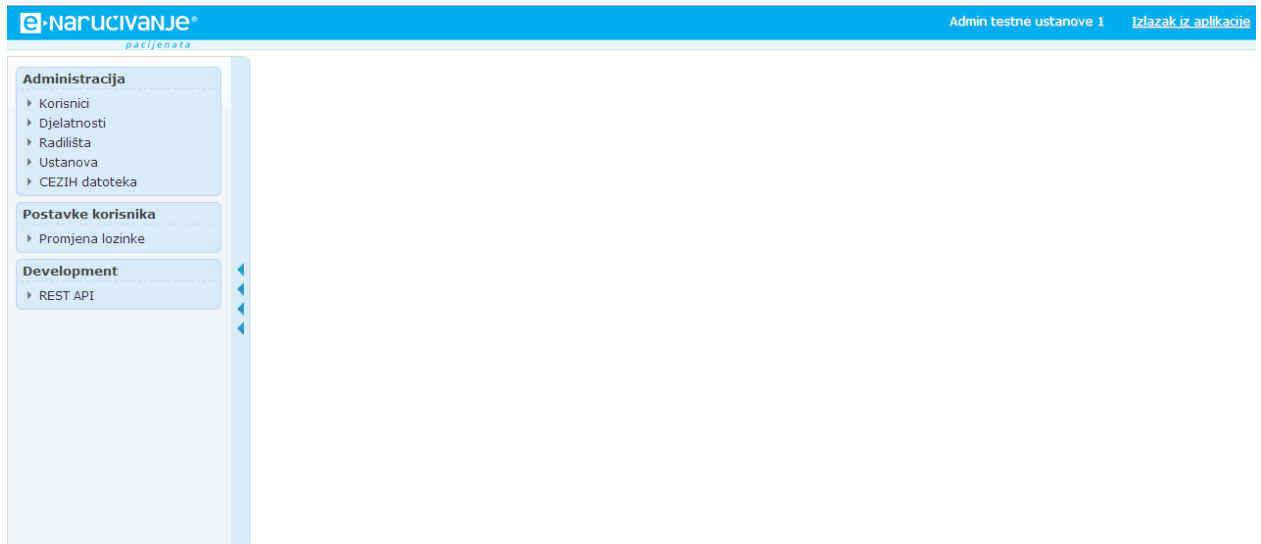 e·Narucivanje®
pacijenata
Admin testne ustanove 1
Izlazak iz aplikacije
Administracija
Korisnici
Djelatnosti
Radilišta
Ustanova
CEZIH datoteka
Postavke korisnika
Promjena lozinke
Development
REST API